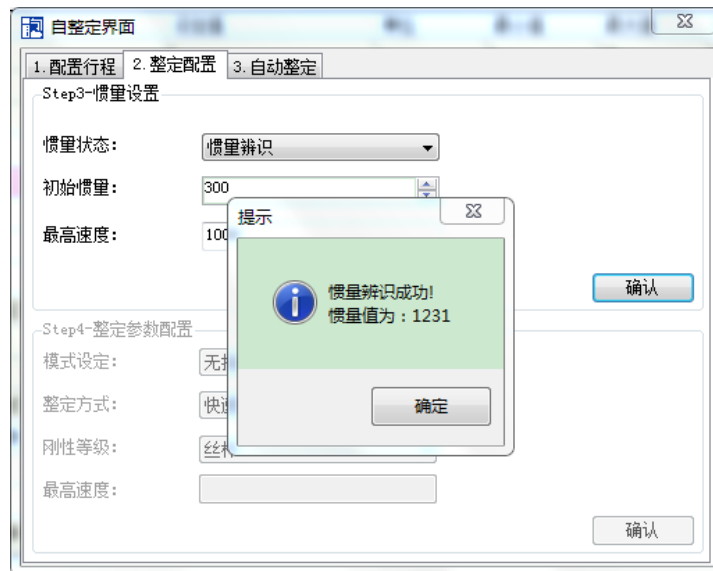 自整定界面
1.配置行程 2.整定配置 3.自动整定
Step3-惯量设置
惯量状态： 惯量辨识
初始惯量： 300
最高速度： 100
提示
惯量辨识成功!
惯量值为：1231
确定
确认
Step4-整定参数配置
模式设定： 无
整定方式： 快
刚性等级： 丝
最高速度：
确认